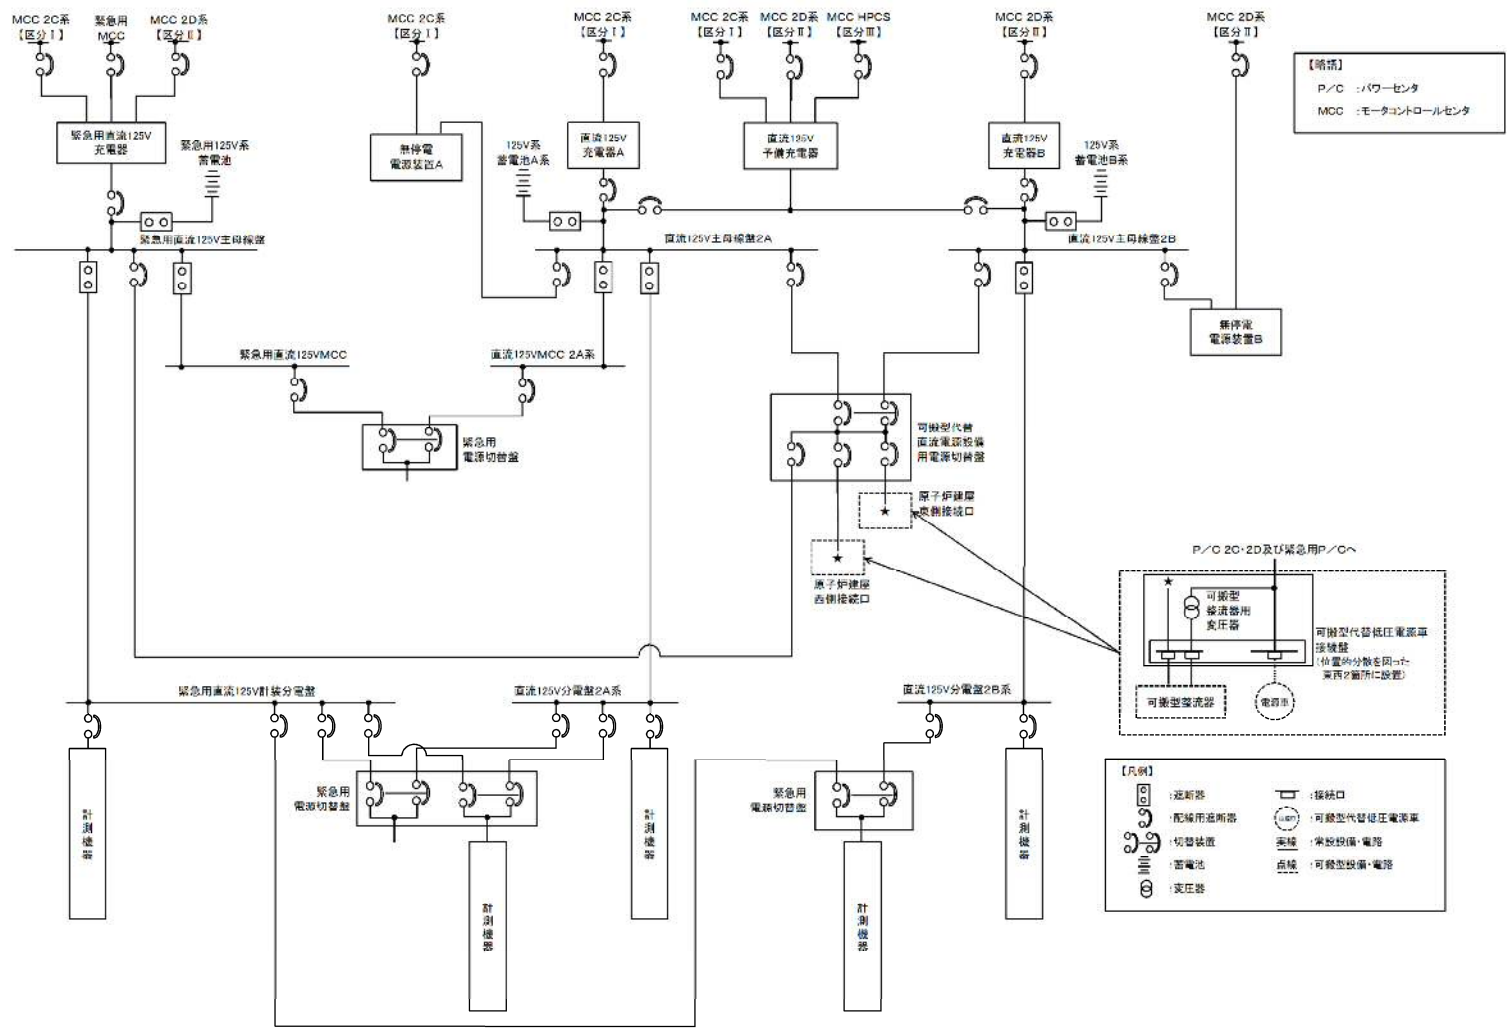 MCC 2C系
【区分Ⅰ】
緊急用
MCC
MCC 2D系
【区分Ⅱ】
MCC 2C系
【区分Ⅰ】
MCC 2C系
【区分Ⅰ】
MCC 2C系
【区分Ⅰ】
MCC 2D系
【区分Ⅱ】
MCC HPCS
【区分Ⅲ】
MCC 2D系
【区分Ⅱ】
MCC 2D系
【区分Ⅱ】
【略語】
P/C :パワーセンタ
MCC :モータコントロールセンタ
緊急用直流125V
充電器
緊急用125V系
蓄電池
無停電
電源装置A
125V系
蓄電池A系
直流125V
充電器A
直流125V
予備充電器
直流125V
充電器B
125V系
蓄電池B系
緊急用直流125V主母線盤
直流125V主母線盤2A
直流125V主母線盤2B
無停電
電源装置B
緊急用直流125VMCC
直流125VMCC 2A系
緊急用
電源切替盤
可搬型代替
直流電源設備
用電源切替盤
原子炉建屋
東側接続口
★
★
原子炉建屋
西側接続口
P/C 2C・2D及び緊急用P/Cへ
★
可搬型
整流器用
変圧器
可搬型代替低圧電源車
接続盤
(位置的分散を図った
東西2箇所に設置)
可搬型整流器
電源車
緊急用直流125V計装分電盤
直流125V分電盤2A系
直流125V分電盤2B系
緊急用
電源切替盤
緊急用
電源切替盤
計測機器
計測機器
計測機器
計測機器
計測機器
【凡例】
:遮断器
:配線用遮断器
:切替装置
:蓄電池
:変圧器
:接続口
:可搬型代替低圧電源車
実線 :常設設備・電路
点線 :可搬型設備・電路